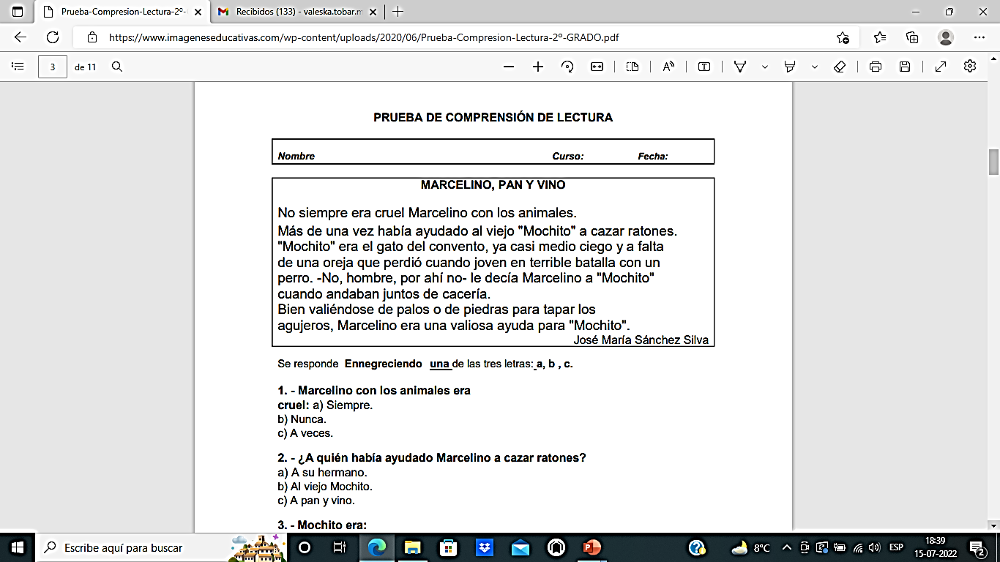 Prueba-Compresion-Lectura-2º-
Recibidos (133) - valeska.tobar.m
https://www.imageneseducativas.com/wp-content/uploads/2020/06/Prueba-Compresion-Lectura-2º-GRADO.pdf
3 de 11
PRUEBA DE COMPRENSIÓN DE LECTURA
Nombre Curso: Fecha:
MARCELINO, PAN Y VINO
No siempre era cruel Marcelino con los animales.
Más de una vez había ayudado al viejo "Mochito" a cazar ratones.
"Mochito" era el gato del convento, ya casi medio ciego y a falta
de una oreja que perdió cuando joven en terrible batalla con un
perro. -No, hombre, por ahí no- le decía Marcelino a "Mochito"
cuando andaban juntos de cacería.
Bien valiéndose de palos o de piedras para tapar los
agujeros, Marcelino era una valiosa ayuda para "Mochito".
José María Sánchez Silva
Se responde Ennegreciendo una de las tres letras: a, b , c.
1. - Marcelino con los animales era
cruel: a) Siempre.
b) Nunca.
c) A veces.
2. - ¿A quién había ayudado Marcelino a cazar ratones?
a) A su hermano.
b) Al viejo Mochito.
c) A pan y vino.
3. - Mochito era:
Escribe aquí para buscar
8°C
ESP
18:39
15-07-2022
2